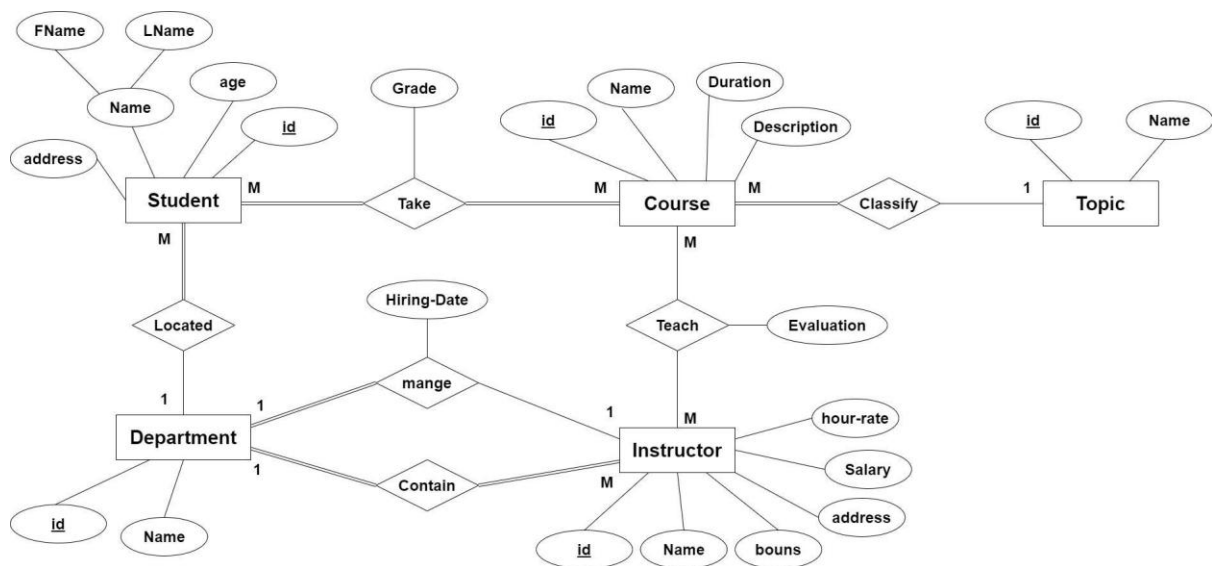 FName
LName
Name
age
id
address
Student
M
M
Grade
Take
M
id
Name
Duration
Description
Course
M
M
Classify
1
id
Name
Topic
Located
1
Hiring-Date
mange
1
1
Teach
Evaluation
M
Department
1
Contain
M
Instructor
hour-rate
Salary
address
id
Name
id
Name
bouns